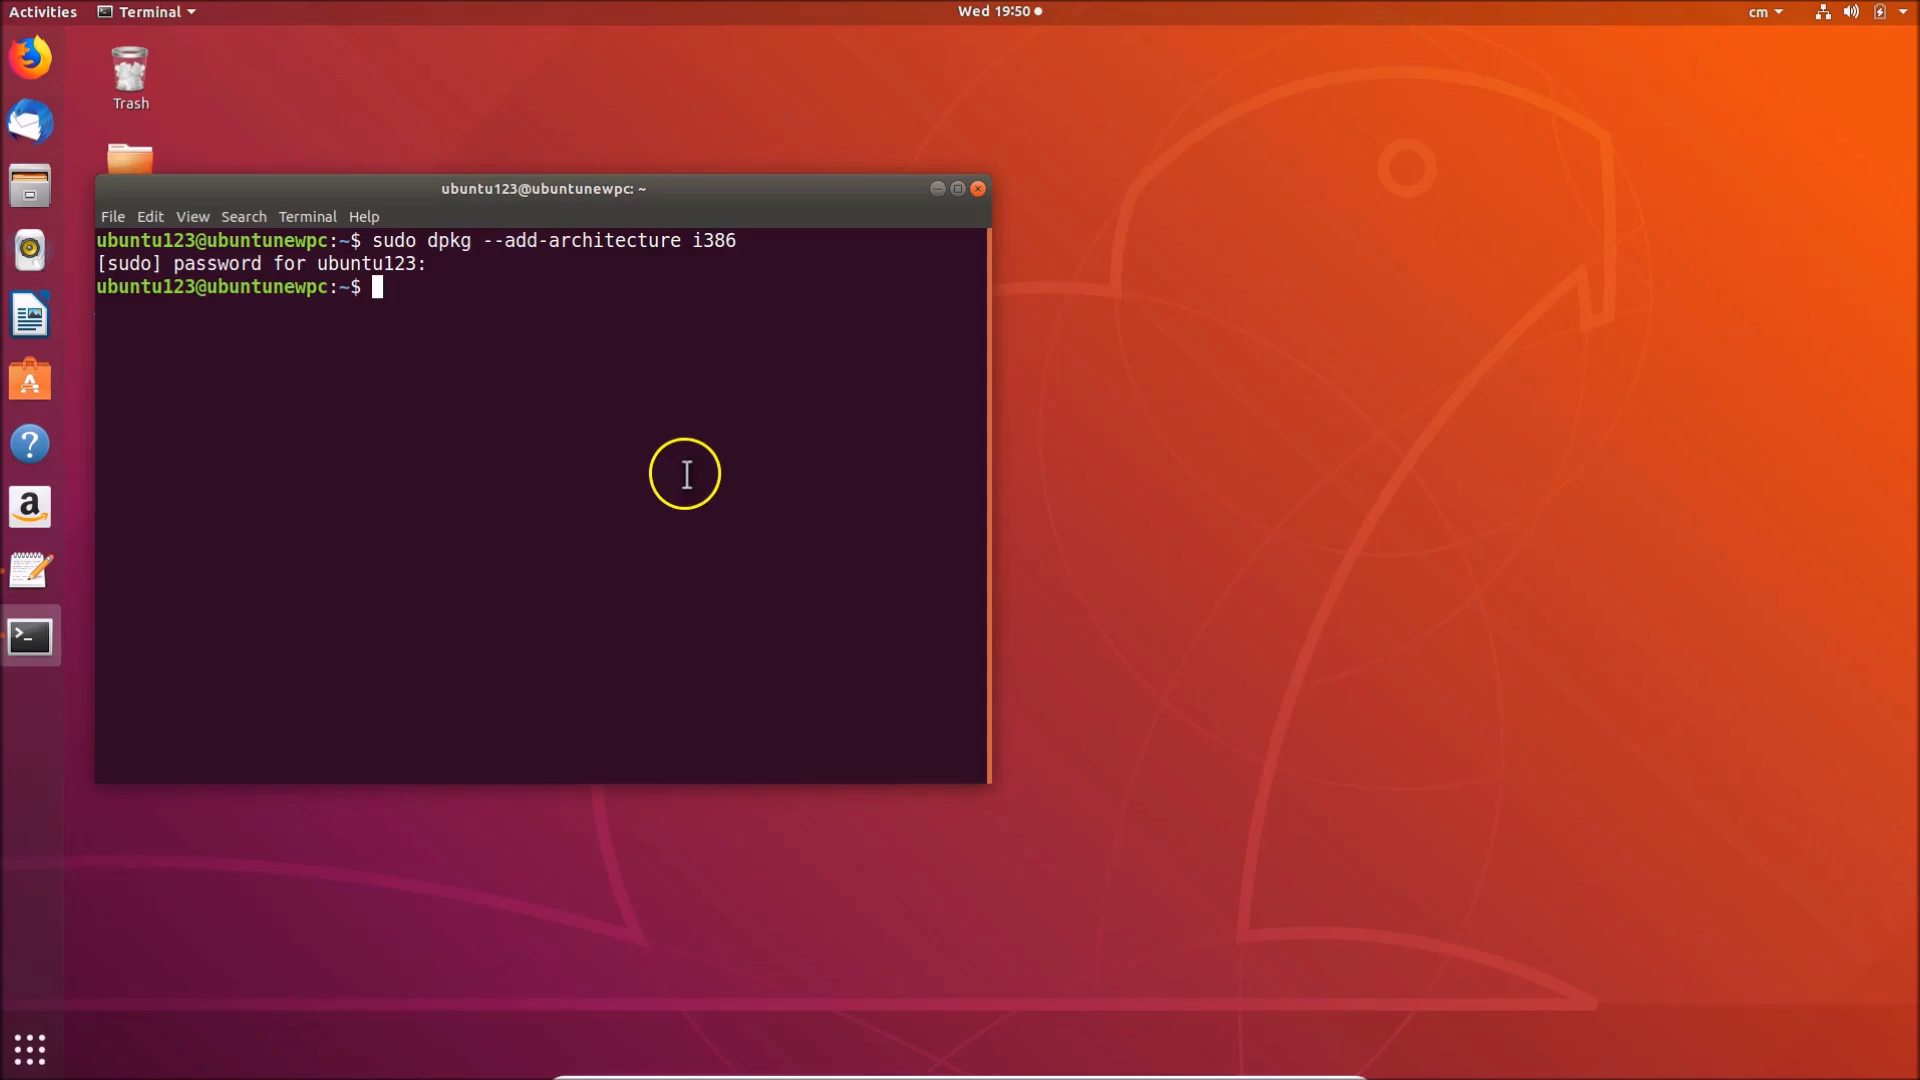 Activities Terminal Wed 19:50 cm
Trash
ubuntu123@ubuntunewpc: ~
File Edit View Search Terminal Help
ubuntu123@ubuntunewpc:~$ sudo dpkg --add-architecture i386
[sudo] password for ubuntu123:
ubuntu123@ubuntunewpc:~$